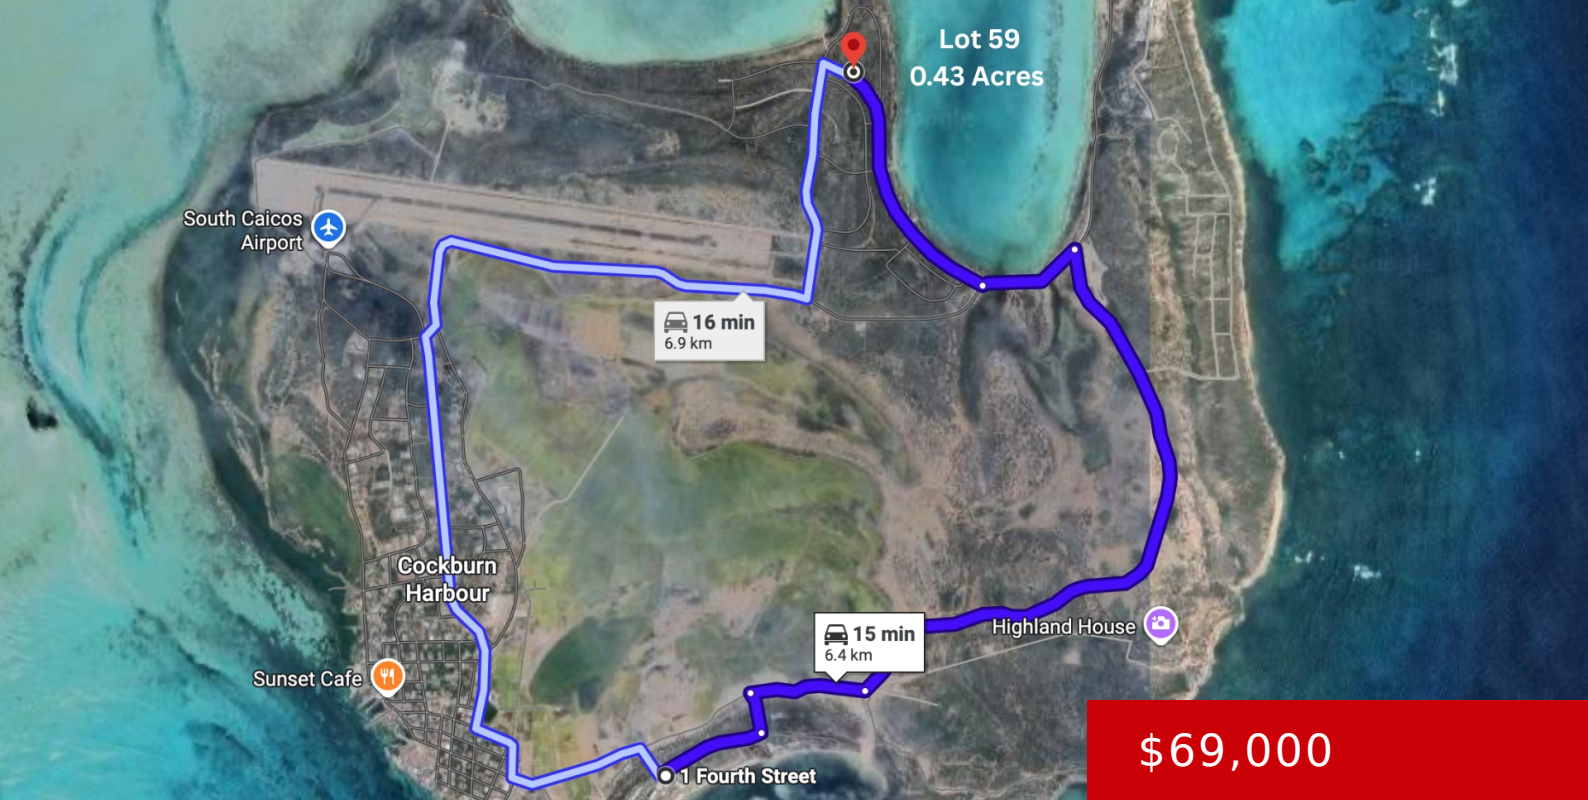 Lot 59
0.43 Acres
South Caicos
Airport
16 min
6.9 km
Cockburn
Harbour
15 min
6.4 km
Highland House
Sunset Cafe
1 Fourth Street
$69,000